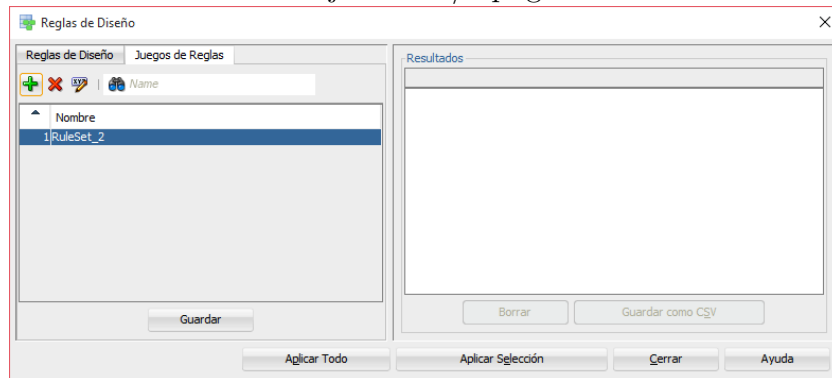 Reglas de Diseño
Reglas de Diseño Juegos de Reglas
Name
Nombre
1 RuleSet_2
Guardar
Resultados
Borrar Guardar como CSV
Aplicar Todo Aplicar Selección Cerrar Ayuda